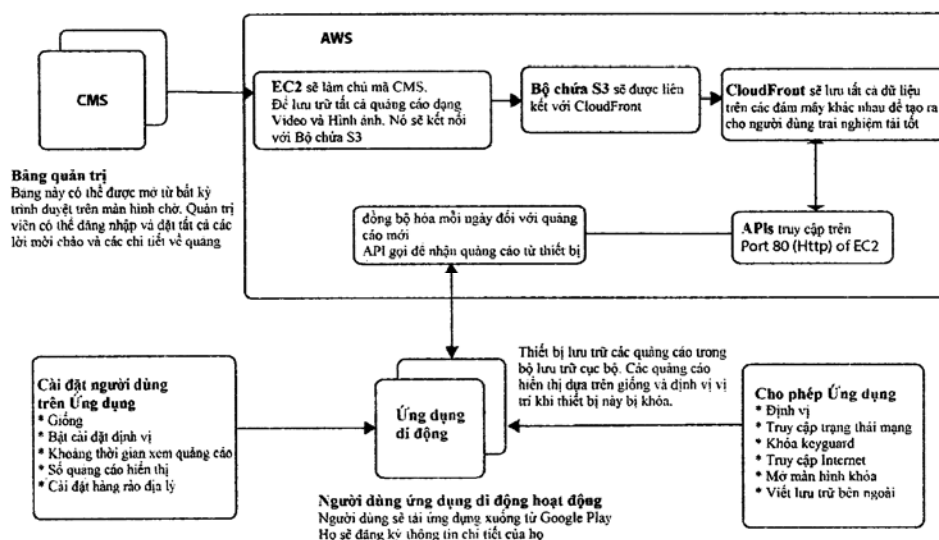 AWS
CMS
EC2 sẽ làm chủ mã CMS.
Để lưu trữ tất cả quảng cáo dạng
Video và Hình ảnh. Nó sẽ kết nối
với Bộ chứa S3
Bộ chứa S3 sẽ được liên
kết với CloudFront
CloudFront sẽ lưu tất cả dữ liệu
trên các đám mây khác nhau để tạo ra
cho người dùng trai nghiệm tải tốt
Bảng quản trị
Bảng này có thể được mở từ bất kỳ
trình duyệt trên màn hình chờ. Quản trị
viên có thể đăng nhập và đặt tất cả các
lời mời chào và các chi tiết về quảng
đồng bộ hóa mỗi ngày đối với quảng
cáo mới
API gọi để nhận quảng cáo từ thiết bị
APIs truy cập trên
Port 80 (Http) of EC2
Thiết bị lưu trữ các quảng cáo trong
bộ lưu trữ cục bộ. Các quảng cáo
hiển thị dựa trên giống và định vị vị
trí khi thiết bị này bị khóa.
Cài đặt người dùng
trên Ứng dụng
* Giống
* Bật cài đặt định vị
* Khoảng thời gian xem quảng cáo
* Số quảng cáo hiển thị
* Cài đặt hàng rào địa lý
Ứng dụng
di động
Cho phép Ứng dụng
* Định vị
* Truy cập trạng thái mạng
* Khóa keyguard
* Truy cập Internet
* Mở màn hình khóa
* Viết lưu trữ bên ngoài
Người dùng ứng dụng di động hoạt động
Người dùng sẽ tải ứng dụng xuống từ Google Play
Họ sẽ đăng ký thông tin chi tiết của họ